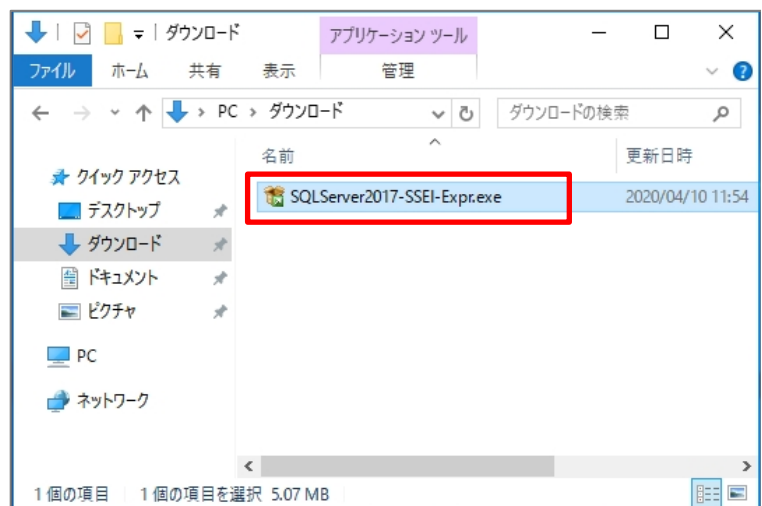 ダウンロード
アプリケーション ツール
ファイル ホーム 共有 表示 管理
PC › ダウンロード ダウンロードの検索
名前 更新日時
クイック アクセス
SQLServer2017-SSEI-Expr.exe 2020/04/10 11:54
デスクトップ
ダウンロード
ドキュメント
ピクチャ
PC
ネットワーク
1 個の項目 1 個の項目を選択 5.07 MB